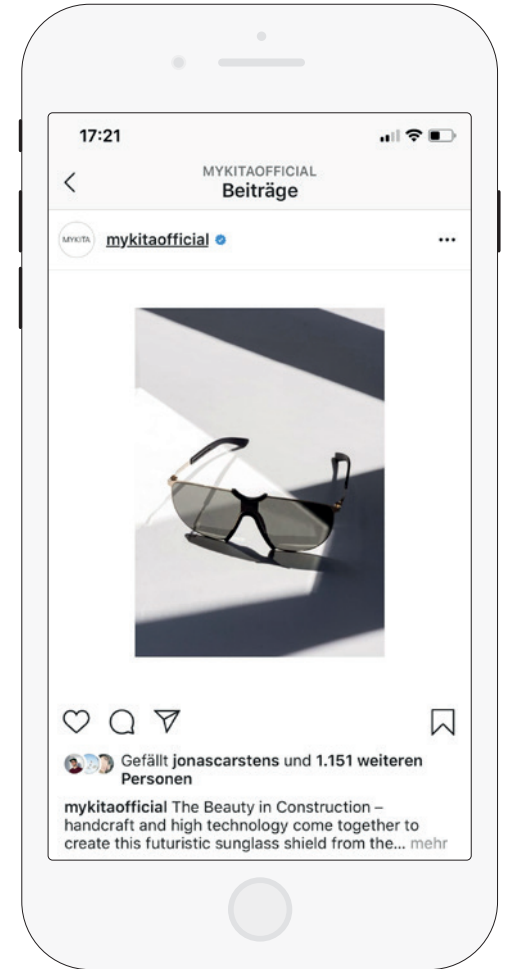 17:21
MYKITAOFFICIAL
Beiträge
MYKITA
mykitaofficial
Gefällt jonascarstens und 1.151 weiteren
Personen
mykitaofficial The Beauty in Construction –
handcraft and high technology come together to
create this futuristic sunglass shield from the... mehr